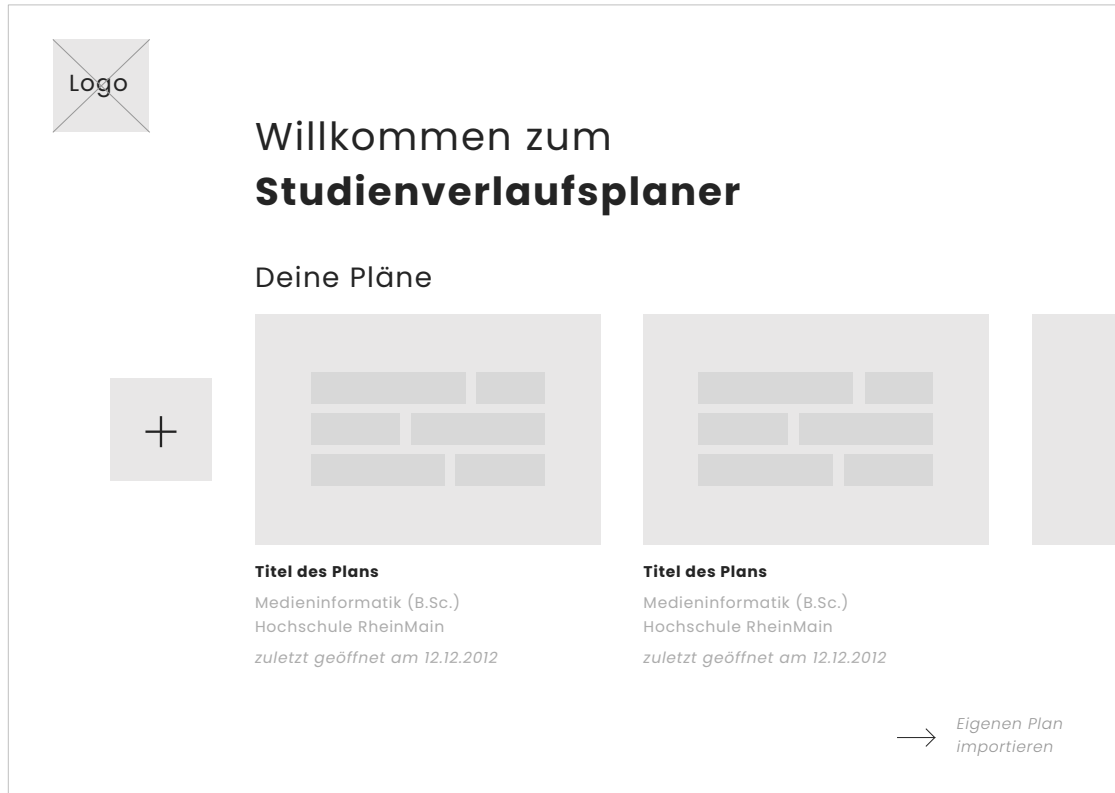 Logo
Willkommen zum
Studienverlaufsplaner
Deine Pläne
Titel des Plans
Medieninformatik (B.Sc.)
Hochschule RheinMain
zuletzt geöffnet am 12.12.2012
Titel des Plans
Medieninformatik (B.Sc.)
Hochschule RheinMain
zuletzt geöffnet am 12.12.2012
Eigenen Plan
importieren